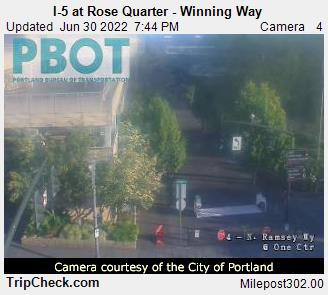 I-5 at Rose Quarter - Winning Way
Updated Jun 30 2022 7:44 PM Camera 4
PBOT
PORTLAND BUREAU OF TRANSPORTATION
4 - N. Ramsey Wy
@ One Ctr
Camera courtesy of the City of Portland
TripCheck.com Milepost302.00